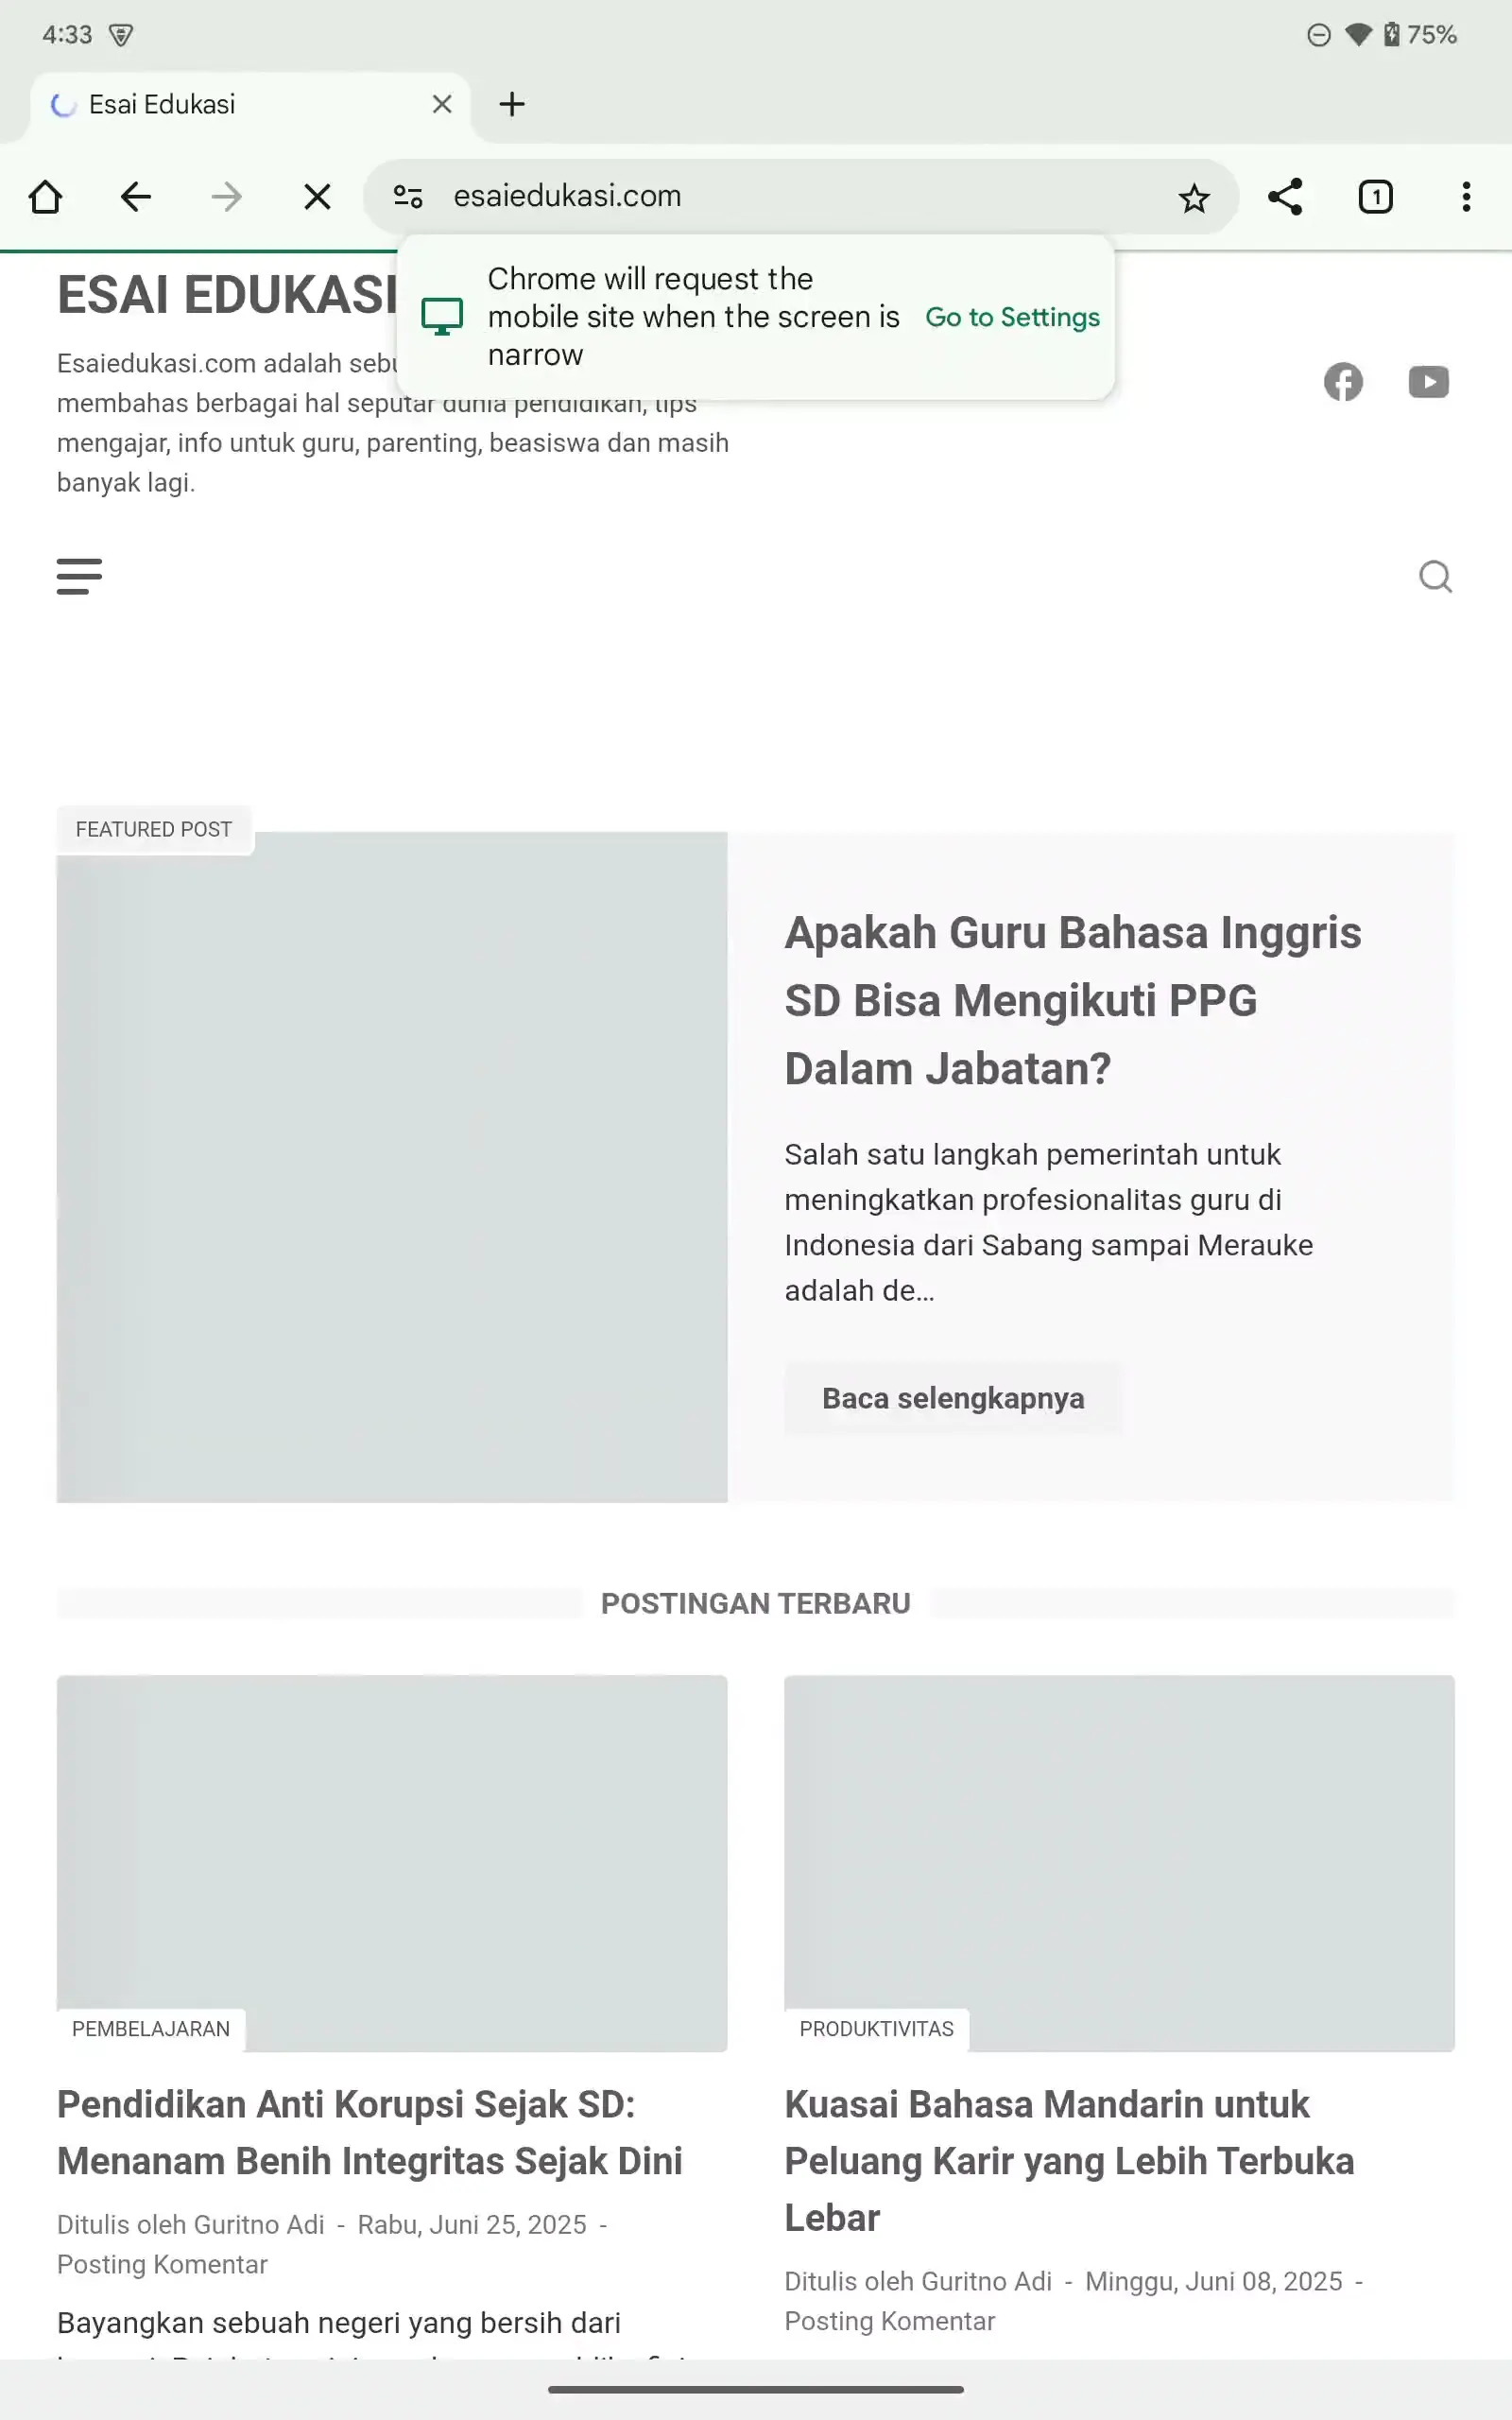 4:33
75%
Esai Edukasi
esaiedukasi.com
1
Chrome will request the
mobile site when the screen is
narrow
Go to Settings
ESAI EDUKASI
Esaiedukasi.com adalah
membahas berbagai hal seputar dunia pendidikan, tips
mengajar, info untuk guru, parenting, beasiswa dan masih
banyak lagi.
FEATURED POST
Apakah Guru Bahasa Inggris
SD Bisa Mengikuti PPG
Dalam Jabatan?
Salah satu langkah pemerintah untuk
meningkatkan profesionalitas guru di
Indonesia dari Sabang sampai Merauke
adalah de...
Baca selengkapnya
POSTINGAN TERBARU
PEMBELAJARAN
Pendidikan Anti Korupsi Sejak SD:
Menanam Benih Integritas Sejak Dini
Ditulis oleh Guritno Adi - Rabu, Juni 25, 2025 -
Posting Komentar
Bayangkan sebuah negeri yang bersih dari
PRODUKTIVITAS
Kuasai Bahasa Mandarin untuk
Peluang Karir yang Lebih Terbuka
Lebar
Ditulis oleh Guritno Adi - Minggu, Juni 08, 2025 -
Posting Komentar